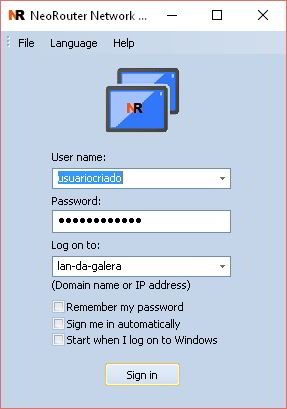 NR NeoRouter Network ...
File Language Help
NR
User name:
usuariocriado
Password:
●●●●●●●●●●●●
Log on to:
lan-da-galera
(Domain name or IP address)
Remember my password
Sign me in automatically
Start when I log on to Windows
Sign in